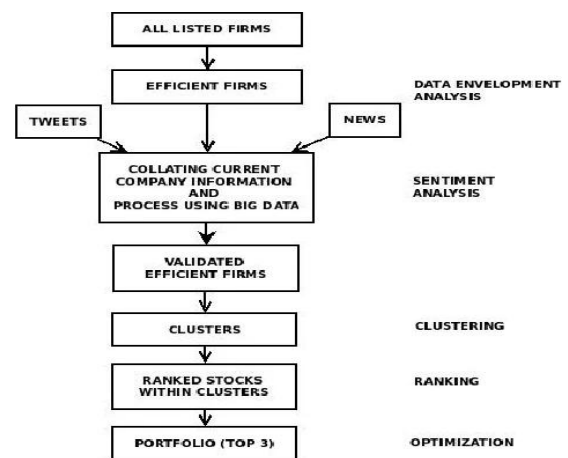 ALL LISTED FIRMS
EFFICIENT FIRMS
DATA ENVELOPMENT
ANALYSIS
TWEETS
NEWS
COLLATING CURRENT
COMPANY INFORMATION
AND
PROCESS USING BIG DATA
SENTIMENT
ANALYSIS
VALIDATED
EFFICIENT FIRMS
CLUSTERS
CLUSTERING
RANKED STOCKS
WITHIN CLUSTERS
RANKING
PORTFOLIO (TOP 3)
OPTIMIZATION